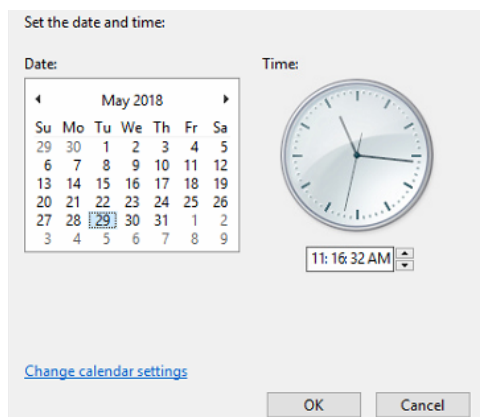 Set the date and time:
Date:
Time:
May 2018
Su Mo Tu We Th Fr Sa
29 30 1 2 3 4 5
6 7 8 9 10 11 12
13 14 15 16 17 18 19
20 21 22 23 24 25 26
27 28 29 30 31 1 2
3 4 5 6 7 8 9
11:16:32 AM
Change calendar settings
OK
Cancel